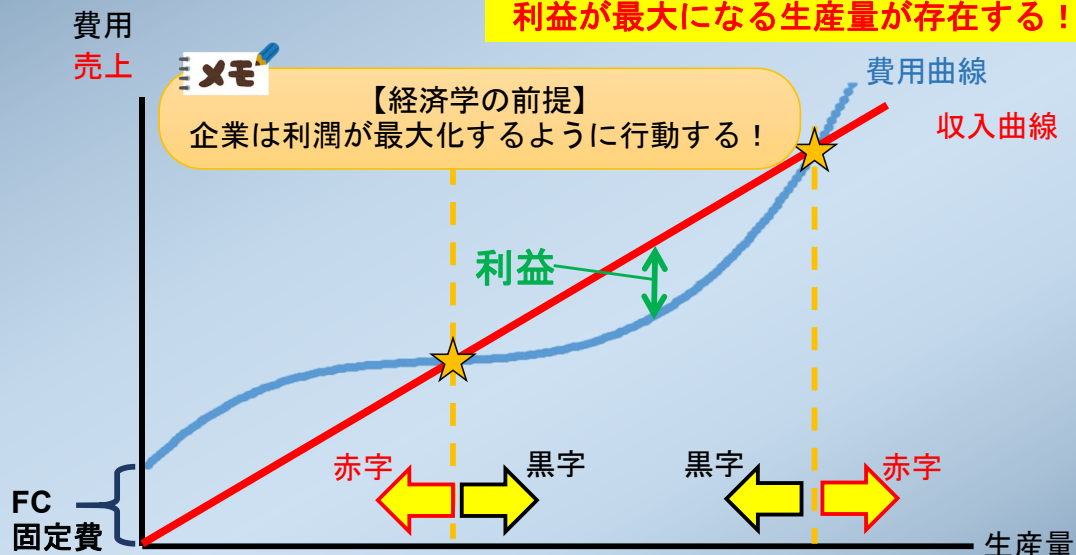 利益が最大になる生産量が存在する！
費用
売上
メモ
【経済学の前提】
企業は利潤が最大化するように行動する！
費用曲線
収入曲線
利益
赤字
黒字
黒字
赤字
FC
固定費
生産量